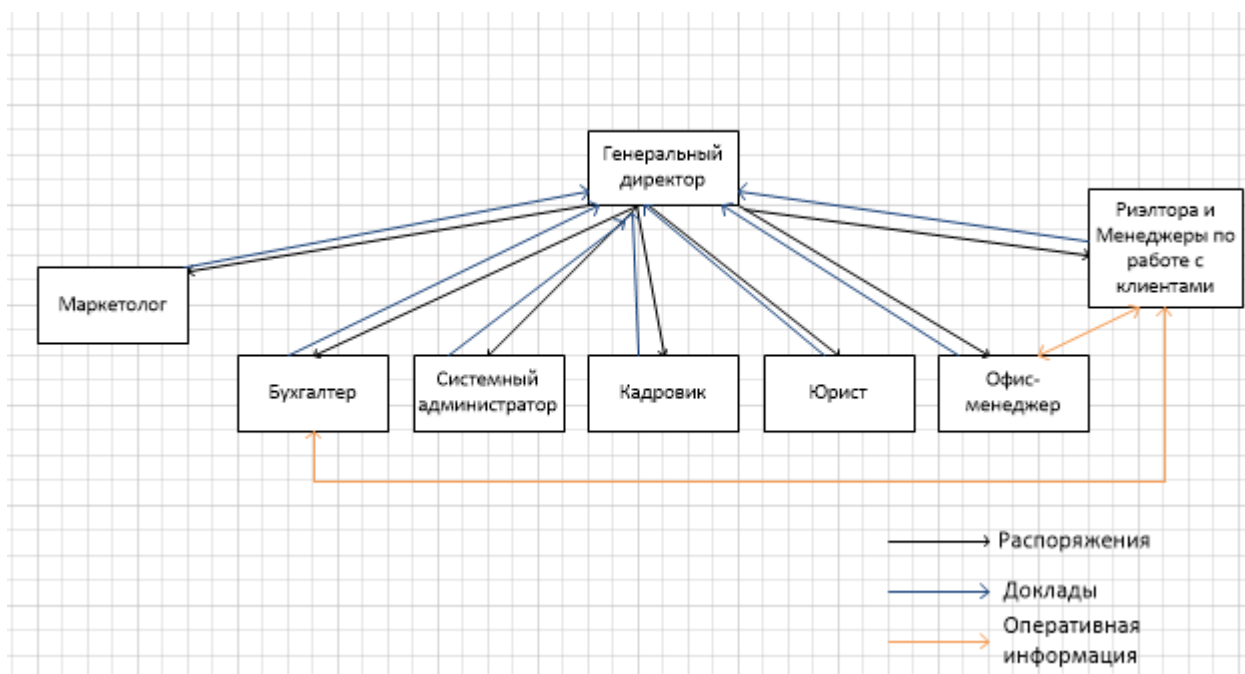 Генеральный
директор
Риэлтора и
Менеджеры по
работе с
клиентами
Маркетолог
Бухгалтер
Системный
администратор
Кадровик
Юрист
Офис-
менеджер
Распоряжения
Доклады
Оперативная
информация